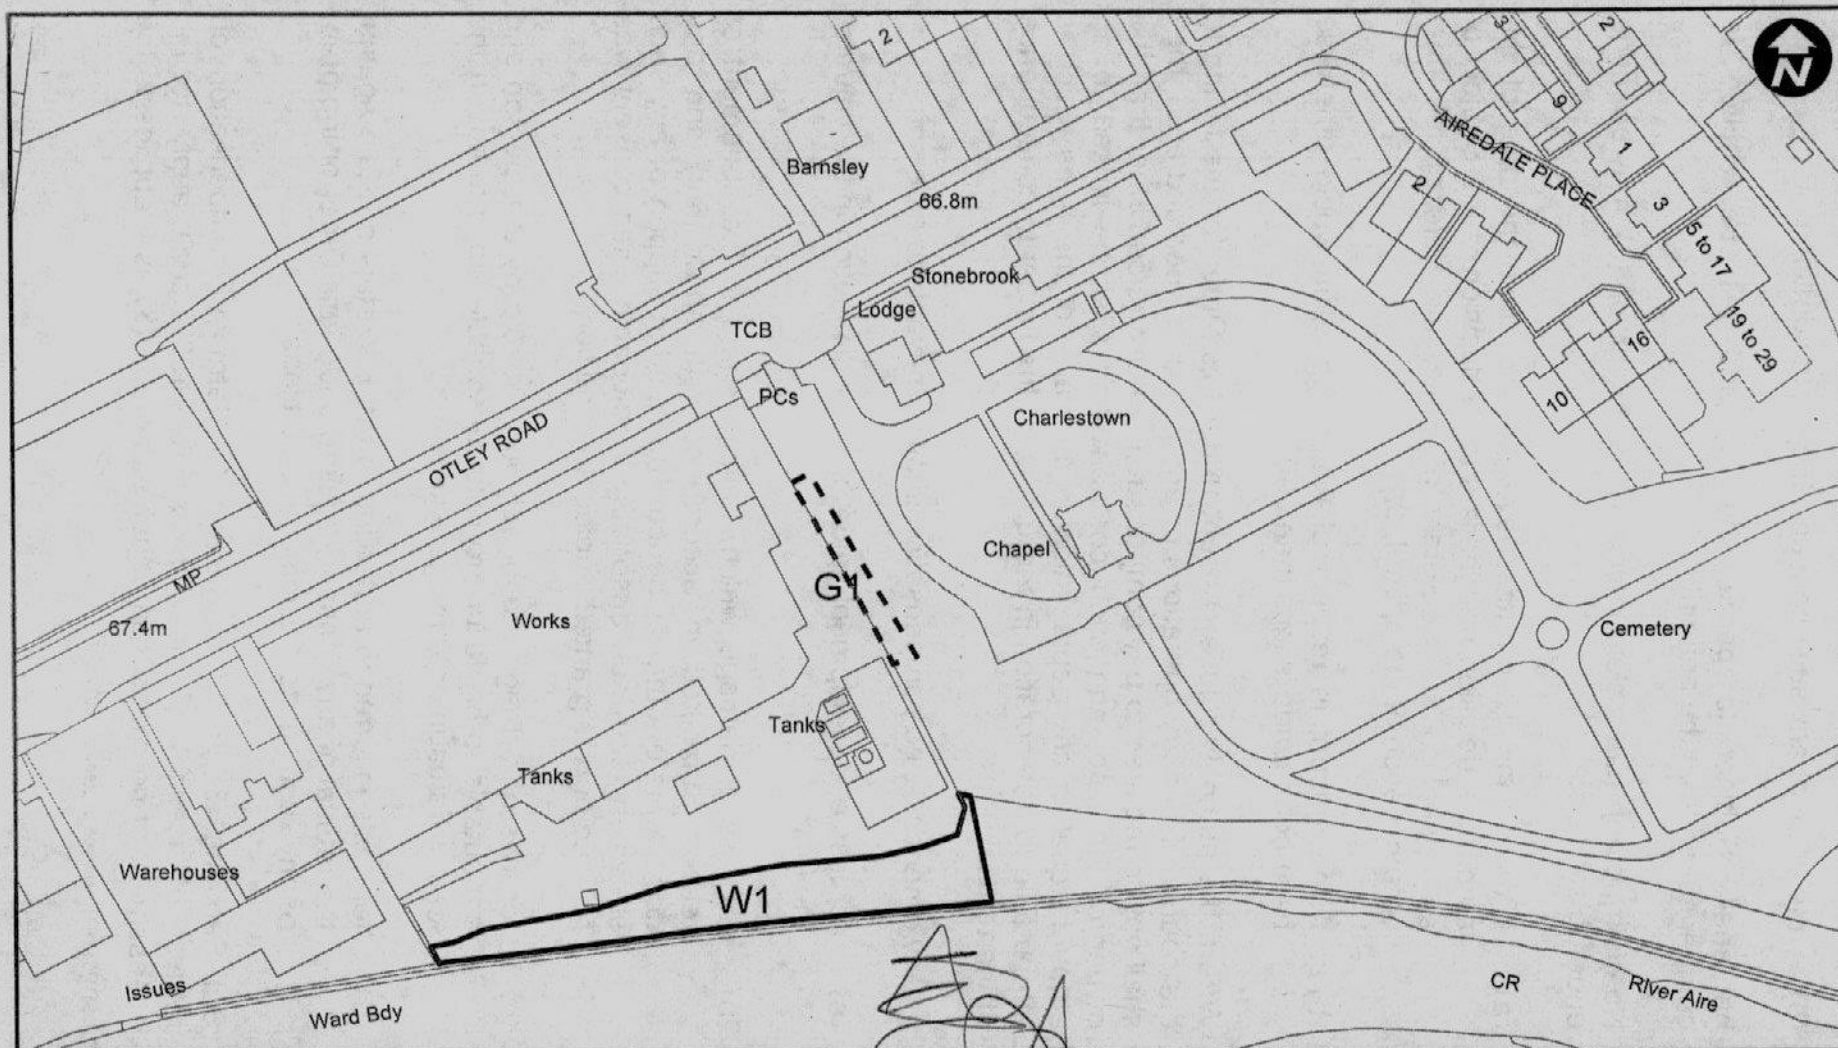 N
2
3
2
9
AIREDALE PLACE
1
3
5 to 17
19 to 29
2
16
10
Barnsley
66.8m
Stonebrook
Lodge
TCB
PCs
Charlestown
OTLEY ROAD
Chapel
MP
G1
67.4m
Works
Cemetery
Tanks
Tanks
Warehouses
W1
Issues
Ward Bdy
CR
River Aire